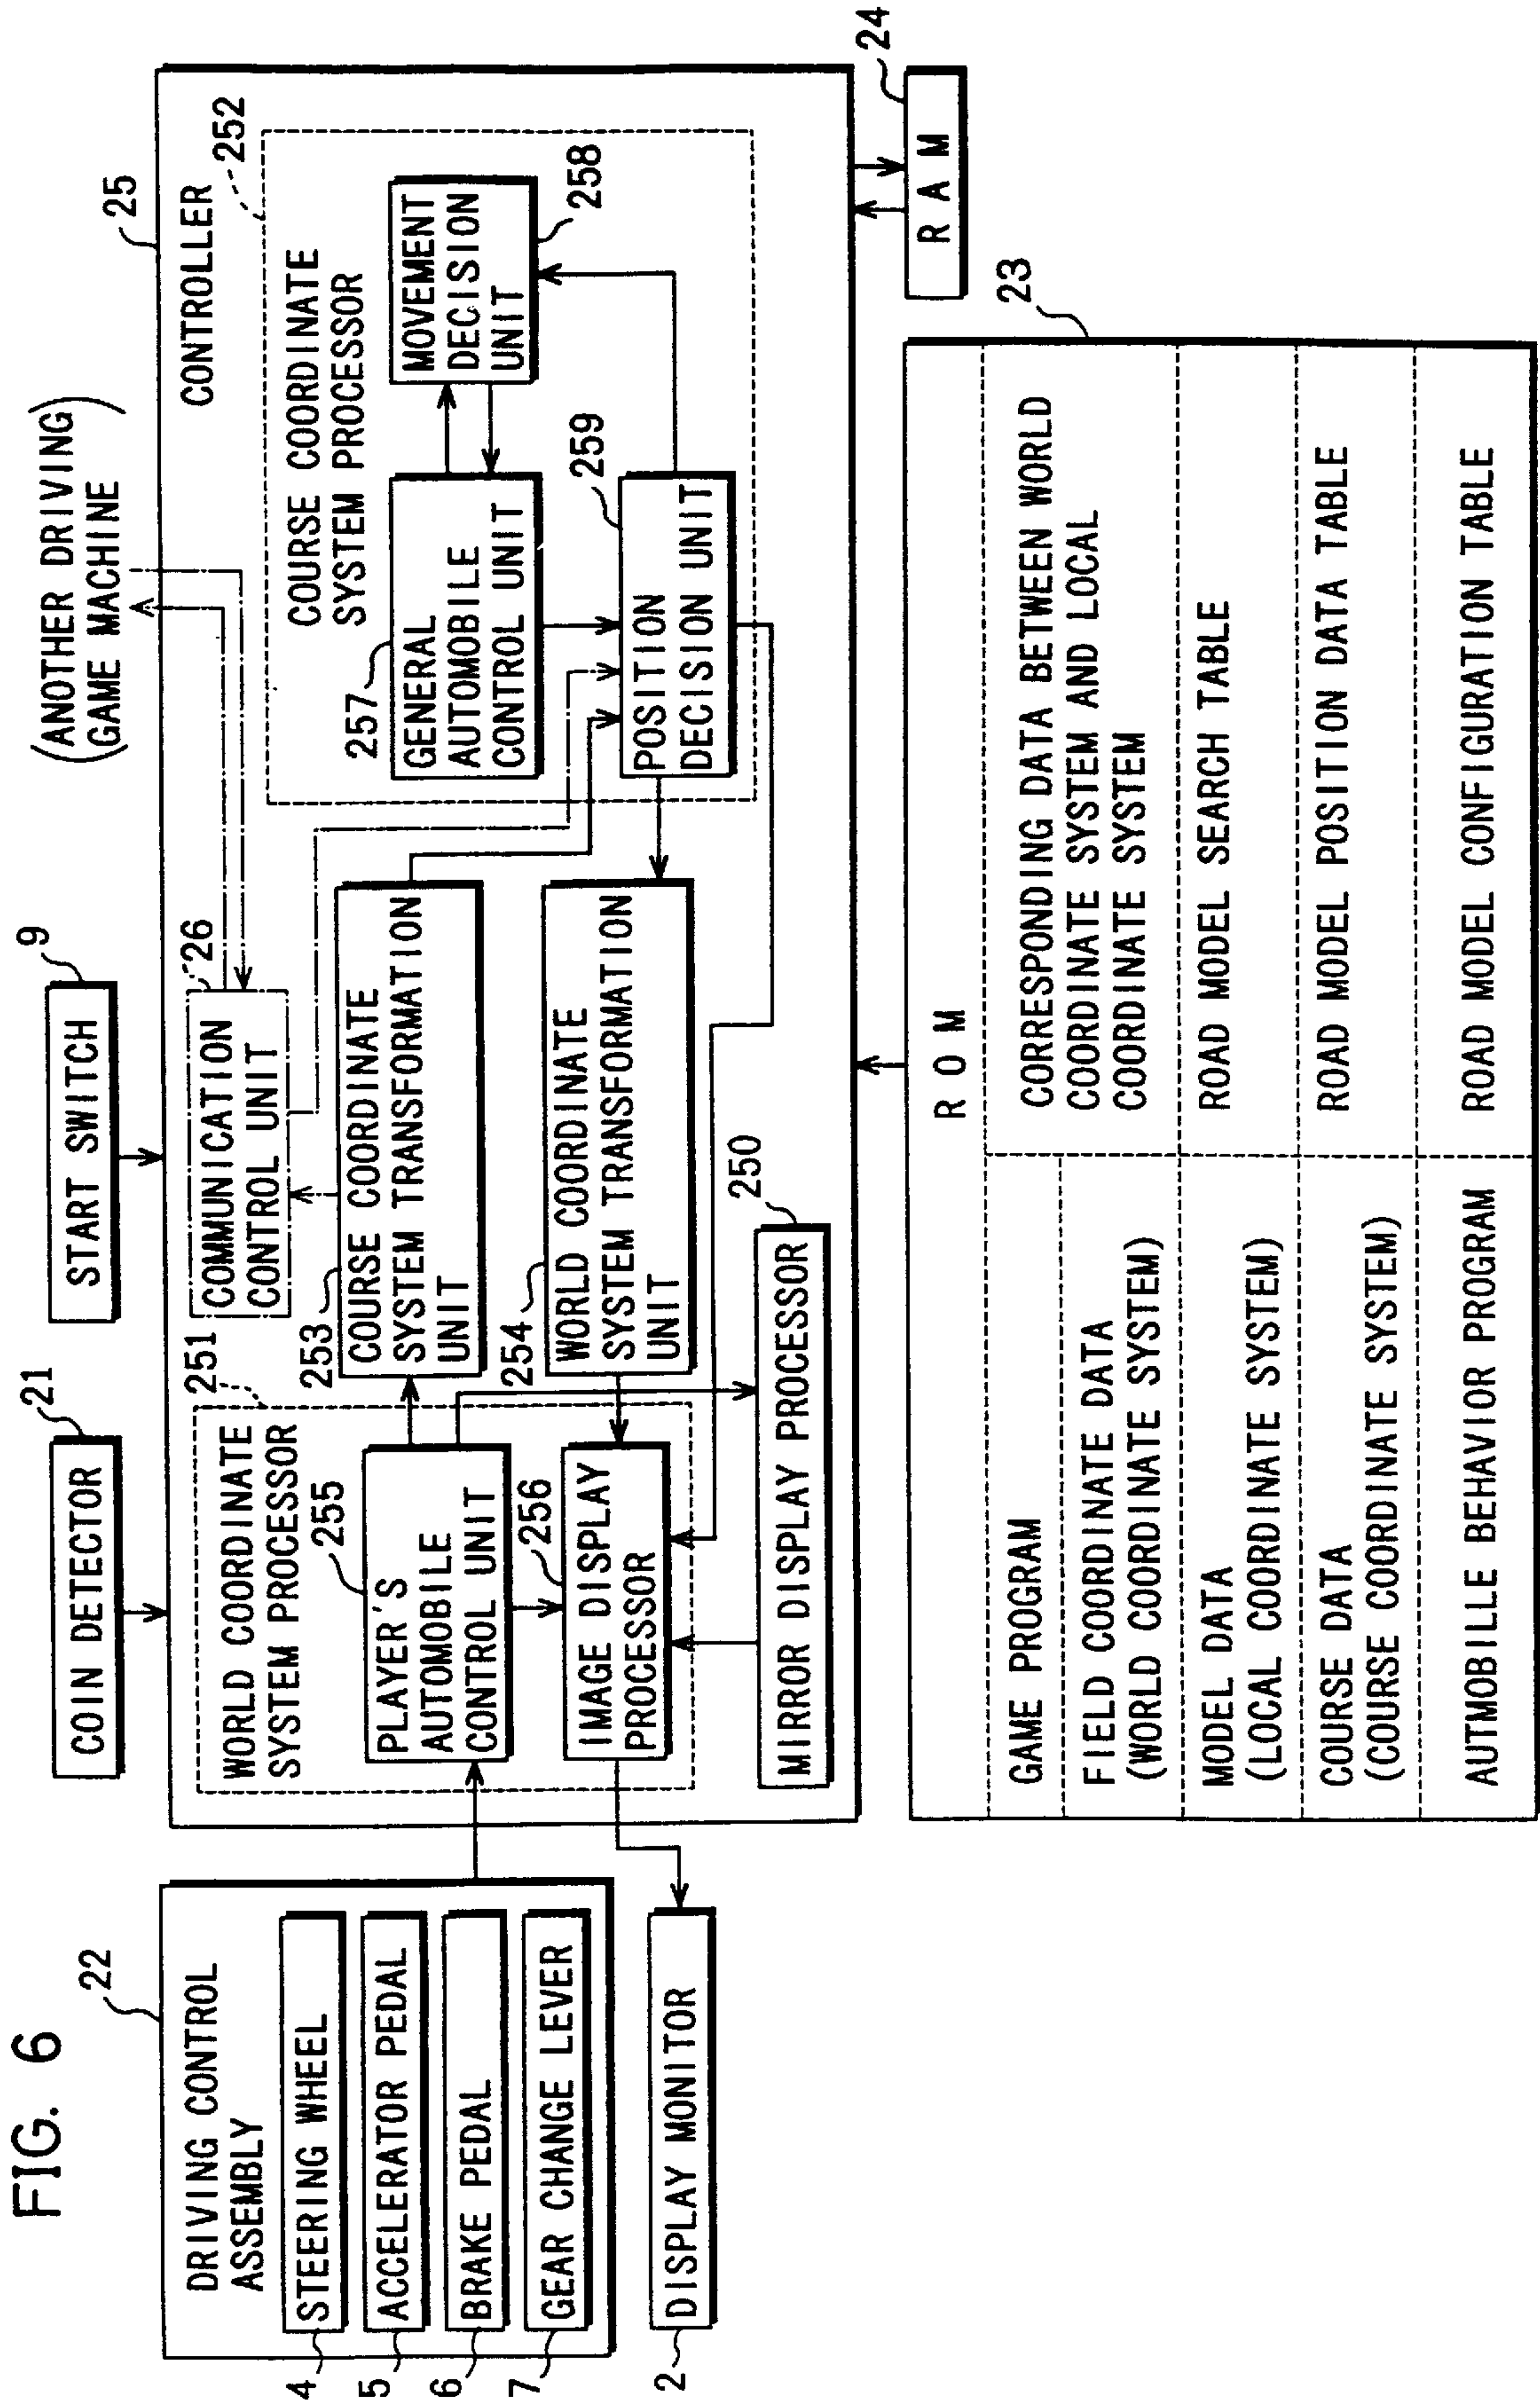 FIG. 6
22
DRIVING CONTROL
ASSEMBLY
4
STEERING WHEEL
5
ACCELERATOR PEDAL
6
BRAKE PEDAL
7
GEAR CHANGE LEVER
2
DISPLAY MONITOR
21
COIN DETECTOR
9
START SWITCH
(ANOTHER DRIVING
GAME MACHINE)
25
CONTROLLER
251
WORLD COORDINATE
SYSTEM PROCESSOR
255
PLAYER'S
AUTOMOBILE
CONTROL UNIT
256
IMAGE DISPLAY
PROCESSOR
26
COMMUNICATION
CONTROL UNIT
253
COURSE COORDINATE
SYSTEM TRANSFORMATION
UNIT
254
WORLD COORDINATE
SYSTEM TRANSFORMATION
UNIT
250
MIRROR DISPLAY PROCESSOR
252
COURSE COORDINATE
SYSTEM PROCESSOR
257
GENERAL
AUTOMOBILE
CONTROL UNIT
258
MOVEMENT
DECISION
UNIT
259
POSITION
DECISION UNIT
24
RAM
23
ROM
GAME PROGRAM
FIELD COORDINATE DATA
(WORLD COORDINATE SYSTEM)
MODEL DATA
(LOCAL COORDINATE SYSTEM)
COURSE DATA
(COURSE COORDINATE SYSTEM)
AUTMOBILLE BEHAVIOR PROGRAM
CORRESPONDING DATA BETWEEN WORLD
COORDINATE SYSTEM AND LOCAL
COORDINATE SYSTEM
ROAD MODEL SEARCH TABLE
ROAD MODEL POSITION DATA TABLE
ROAD MODEL CONFIGURATION TABLE